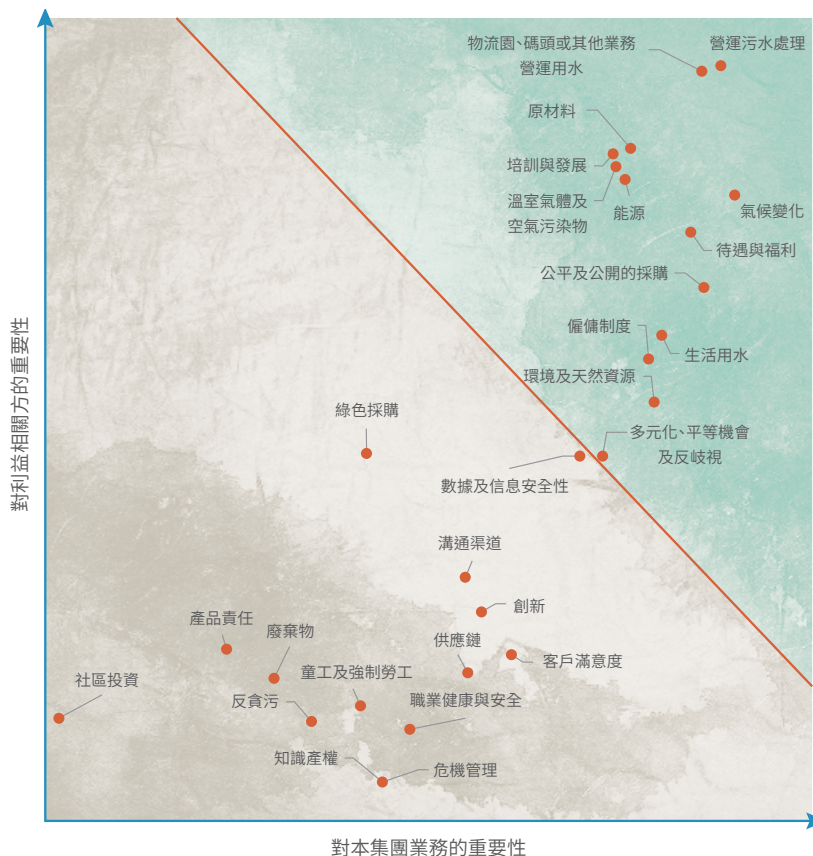 物流園、碼頭或其他業務
營運用水
營運污水處理
原材料
培訓與發展
溫室氣體及
空氣污染物
能源
氣候變化
待遇與福利
公平及公開的採購
僱傭制度
生活用水
環境及天然資源
綠色採購
多元化、平等機會
及反歧視
數據及信息安全性
溝通渠道
創新
產品責任
廢棄物
供應鏈
客戶滿意度
童工及強制勞工
社區投資
反貪污
職業健康與安全
知識產權
危機管理
對利益相關方的重要性
對本集團業務的重要性